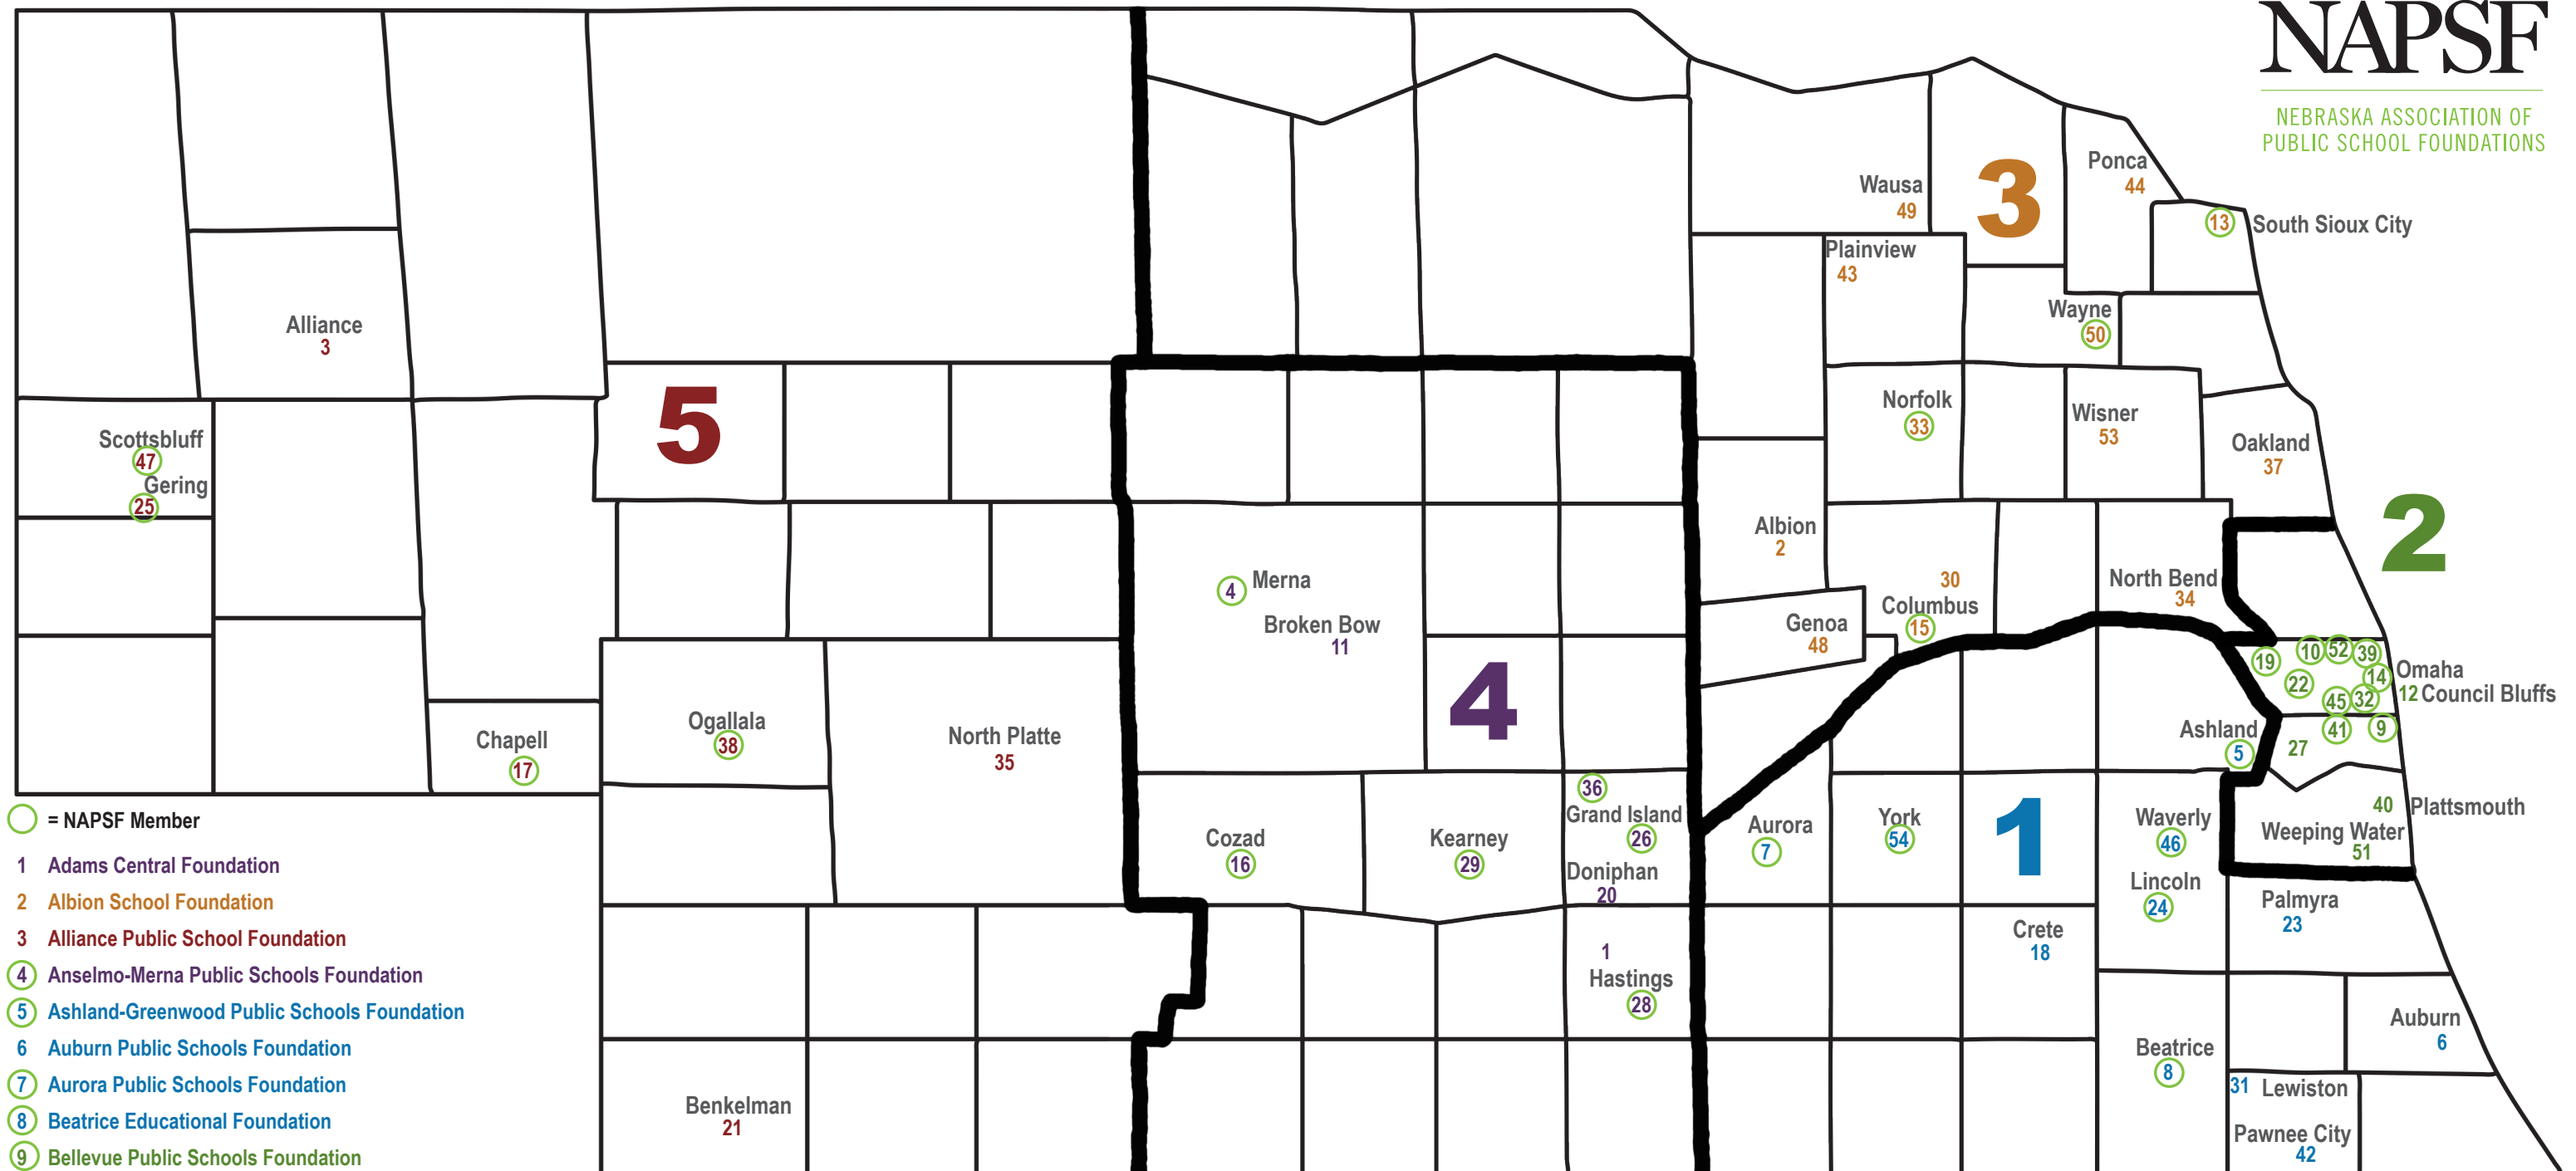 NAPSF
NEBRASKA ASSOCIATION OF
PUBLIC SCHOOL FOUNDATIONS
Ponca
44
Wausa
49
3
13 South Sioux City
Plainview
43
Wayne
50
Alliance
3
5
Norfolk
33
Wisner
53
Oakland
37
Scottsbluff
47
Gering
25
2
Albion
2
Merna
4
Broken Bow
11
30
Columbus
15
North Bend
34
Genoa
48
4
19 10 52 39
14 Omaha
22
45 32 12 Council Bluffs
Ashland
5
41 9
27
Ogallala
38
North Platte
35
Chapell
17
36
Grand Island
26
Cozad
16
Kearney
29
Doniphan
20
Aurora
7
York
54
1
Waverly
46
40 Plattsmouth
Weeping Water
51
Lincoln
24
Palmyra
23
Crete
18
1
Hastings
28
Auburn
6
Beatrice
8
31 Lewiston
Pawnee City
42
Benkelman
21
= NAPSF Member
1 Adams Central Foundation
2 Albion School Foundation
3 Alliance Public School Foundation
4 Anselmo-Merna Public Schools Foundation
5 Ashland-Greenwood Public Schools Foundation
6 Auburn Public Schools Foundation
7 Aurora Public Schools Foundation
8 Beatrice Educational Foundation
9 Bellevue Public Schools Foundation